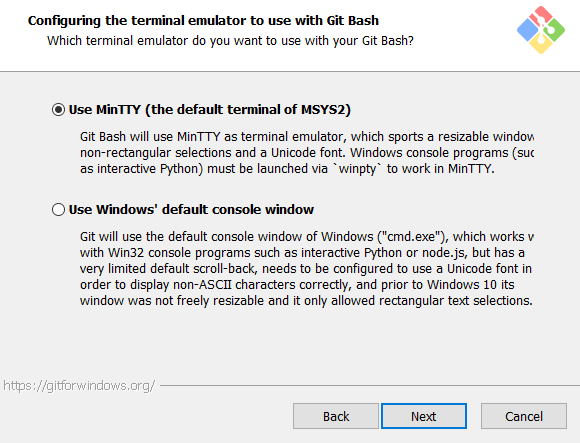 Configuring the terminal emulator to use with Git Bash
Which terminal emulator do you want to use with your Git Bash?
Use MinTTY (the default terminal of MSYS2)
Git Bash will use MinTTY as terminal emulator, which sports a resizable window
non-rectangular selections and a Unicode font. Windows console programs (suc
as interactive Python) must be launched via `winpty` to work in MinTTY.
Use Windows' default console window
Git will use the default console window of Windows ("cmd.exe"), which works w
with Win32 console programs such as interactive Python or node.js, but has a
very limited default scroll-back, needs to be configured to use a Unicode font in
order to display non-ASCII characters correctly, and prior to Windows 10 its
window was not freely resizable and it only allowed rectangular text selections.
https://gitforwindows.org/
Back
Next
Cancel